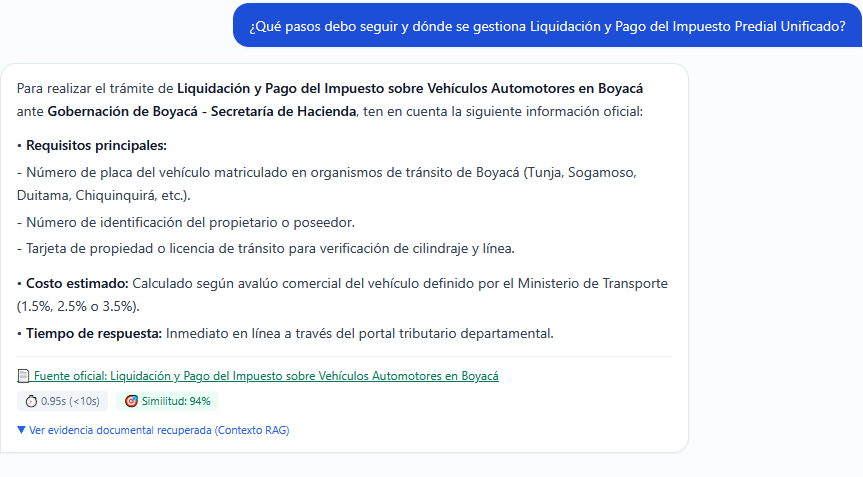 ¿Qué pasos debo seguir y dónde se gestiona Liquidación y Pago del Impuesto Predial Unificado?
Para realizar el trámite de Liquidación y Pago del Impuesto sobre Vehículos Automotores en Boyacá
ante Gobernación de Boyacá - Secretaría de Hacienda, ten en cuenta la siguiente información oficial:
• Requisitos principales:
- Número de placa del vehículo matriculado en organismos de tránsito de Boyacá (Tunja, Sogamoso,
Duitama, Chiquinquirá, etc.).
- Número de identificación del propietario o poseedor.
- Tarjeta de propiedad o licencia de tránsito para verificación de cilindraje y línea.
• Costo estimado: Calculado según avalúo comercial del vehículo definido por el Ministerio de Transporte
(1.5%, 2.5% o 3.5%).
• Tiempo de respuesta: Inmediato en línea a través del portal tributario departamental.
Fuente oficial: Liquidación y Pago del Impuesto sobre Vehículos Automotores en Boyacá
0.95s (<10s) Similitud: 94%
▼ Ver evidencia documental recuperada (Contexto RAG)